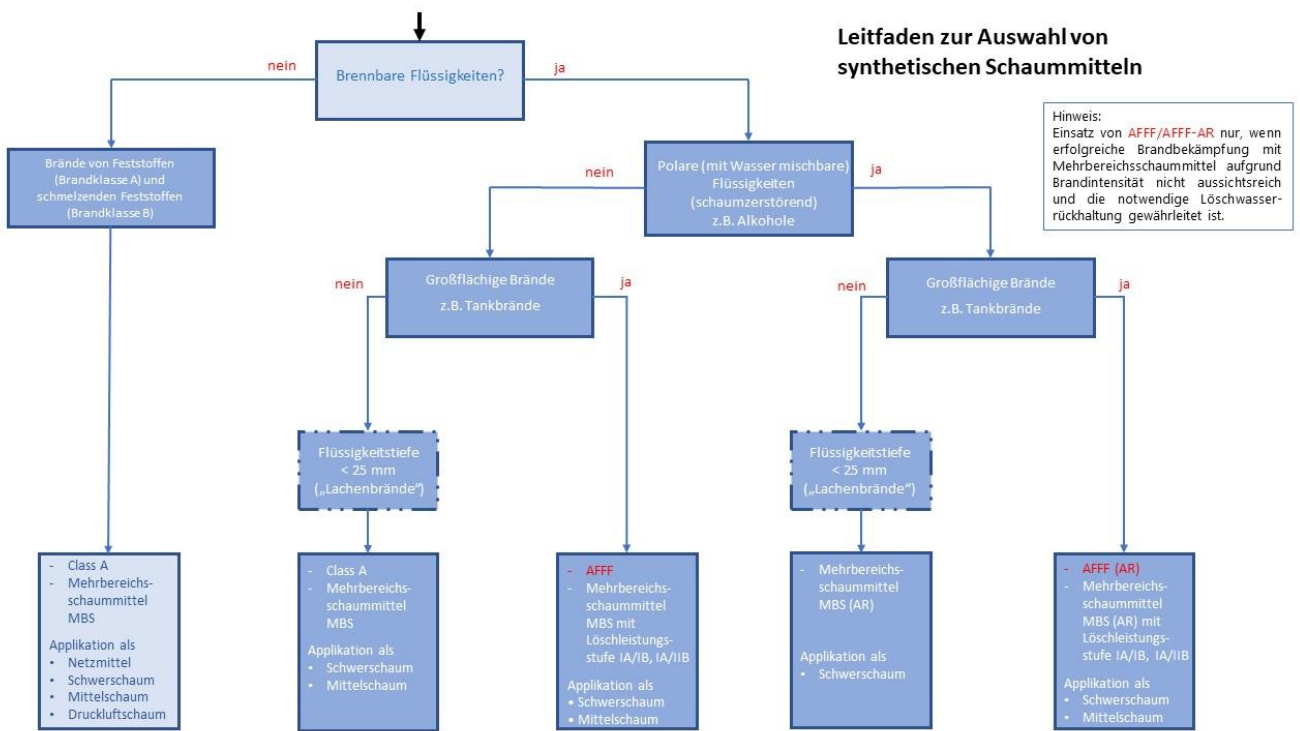 Leitfaden zur Auswahl von
synthetischen Schaummitteln
nein
Brennbare Flüssigkeiten?
ja
Hinweis:
Einsatz von AFFF/AFFF-AR nur, wenn
erfolgreiche Brandbekämpfung mit
Mehrbereichsschaummittel aufgrund
Brandintensität nicht aussichtsreich
und die notwendige Löschwasser-
rückhaltung gewährleitet ist.
Brände von Feststoffen
(Brandklasse A) und
schmelzenden Feststoffen
(Brandklasse B)
nein
Polare (mit Wasser mischbare)
Flüssigkeiten
(schaumzerstörend)
z.B. Alkohole
ja
nein
Großflächige Brände
z.B. Tankbrände
ja
nein
Großflächige Brände
z.B. Tankbrände
ja
Flüssigkeitstiefe
< 25 mm
(„Lachenbrände“)
Flüssigkeitstiefe
< 25 mm
(„Lachenbrände“)
- Class A
- Mehrbereichs-
schaummittel
MBS
Applikation als
• Netzmittel
• Schwerschaum
• Mittelschaum
• Druckluftschaum
- Class A
- Mehrbereichs-
schaummittel
MBS
Applikation als
• Schwerschaum
• Mittelschaum
- AFFF
- Mehrbereichs-
schaummittel
MBS mit
Löschleistungs-
stufe IA/IB, IA/IIB
Applikation als
• Schwerschaum
• Mittelschaum
- Mehrbereichs-
schaummittel
MBS (AR)
Applikation als
• Schwerschaum
- AFFF (AR)
- Mehrbereichs-
schaummittel
MBS (AR) mit
Löschleistungs-
stufe IA/IB, IA/IIB
Applikation als
• Schwerschaum
• Mittelschaum